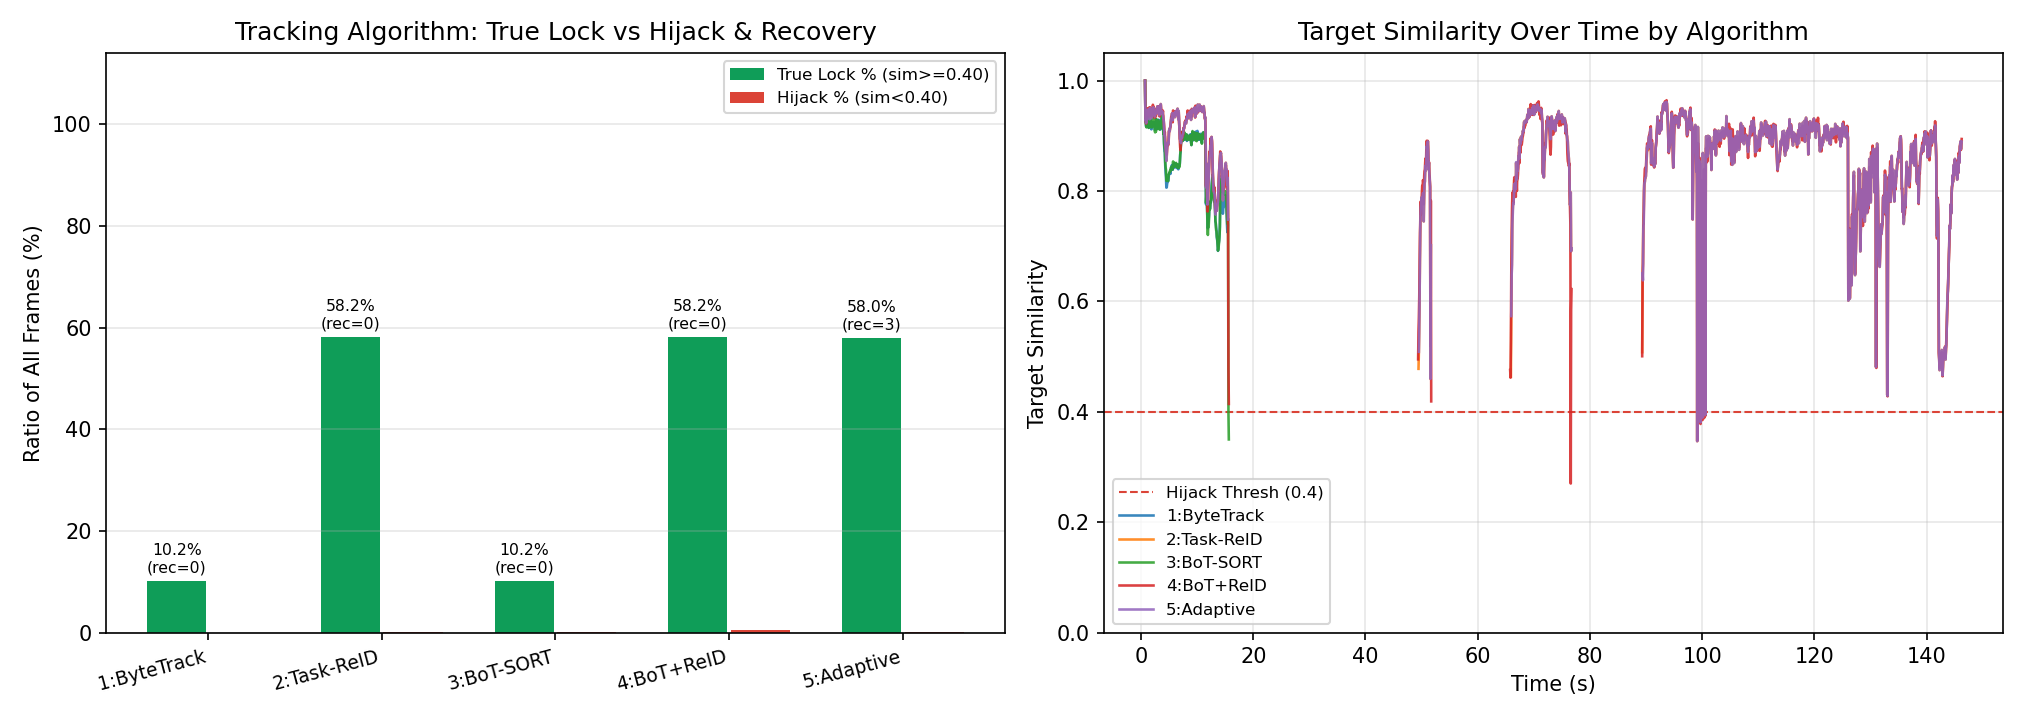 Tracking Algorithm: True Lock vs Hijack & Recovery
True Lock % (sim>=0.40)
Hijack % (sim<0.40)
Ratio of All Frames (%)
100
80
60
40
20
0
10.2%
(rec=0)
58.2%
(rec=0)
10.2%
(rec=0)
58.2%
(rec=0)
58.0%
(rec=3)
1:ByteTrack
2:Task-ReID
3:BoT-SORT
4:BoT+ReID
5:Adaptive
Target Similarity Over Time by Algorithm
Target Similarity
1.0
0.8
0.6
0.4
0.2
0.0
Hijack Thresh (0.4)
1:ByteTrack
2:Task-ReID
3:BoT-SORT
4:BoT+ReID
5:Adaptive
0
20
40
60
80
100
120
140
Time (s)